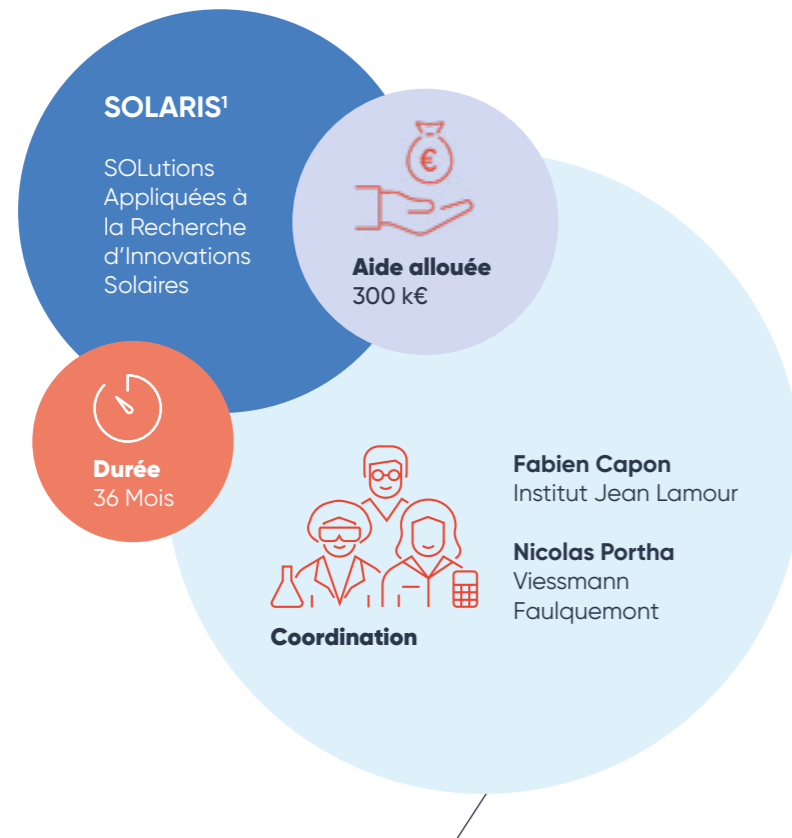 SOLARIS¹
SOLutions
Appliquées à
la Recherche
d'Innovations
Solaires
€
Aide allouée
300 k€
Durée
36 Mois
Fabien Capon
Institut Jean Lamour
Nicolas Portha
Viessmann
Faulquemont
Coordination